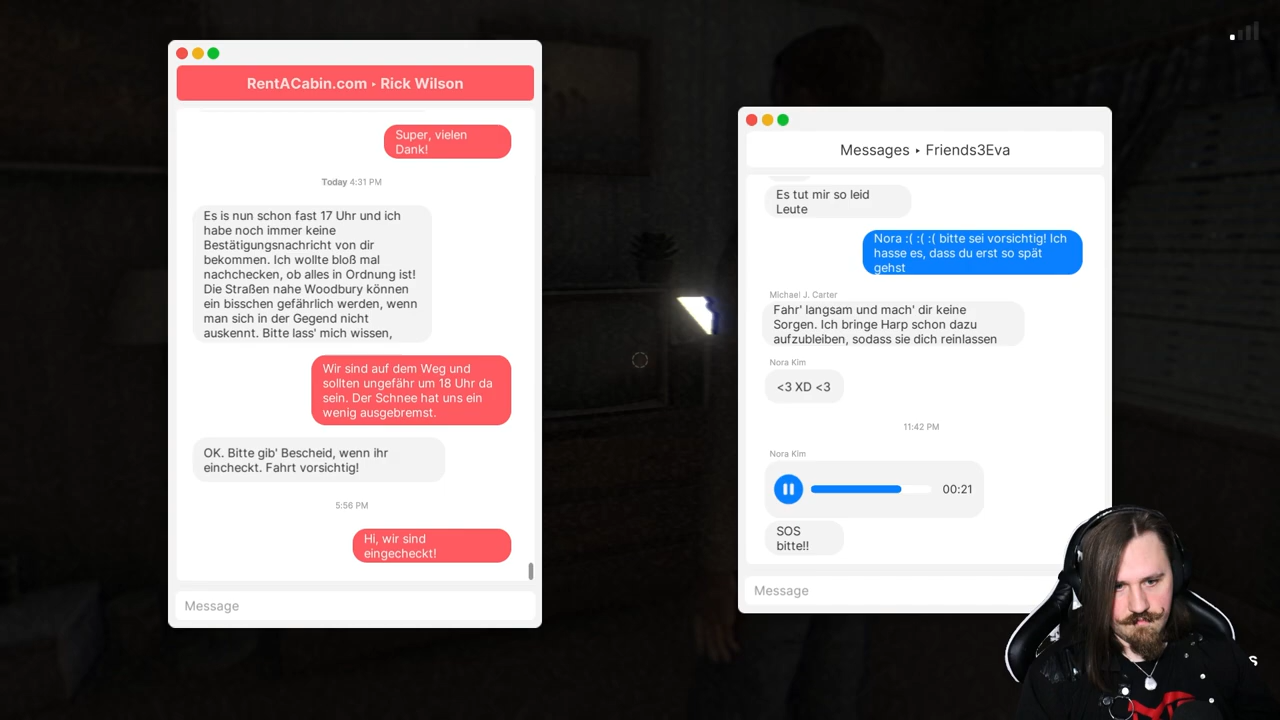 RentACabin.com ‣ Rick Wilson
Super, vielen
Dank!
Today 4:31 PM
Es ist nun schon fast 17 Uhr und ich
habe noch immer keine
Bestätigungsnachricht von dir
bekommen. Ich wollte bloß mal
nachchecken, ob alles in Ordnung ist!
Die Straßen nahe Woodbury können
ein bisschen gefährlich werden, wenn
man sich in der Gegend nicht
auskennt. Bitte lass' mich wissen,
Wir sind auf dem Weg und
sollten ungefähr um 18 Uhr da
sein. Der Schnee hat uns ein
wenig ausgebremst.
OK. Bitte gib' Bescheid, wenn ihr
eincheckt. Fahrt vorsichtig!
5:56 PM
Hi, wir sind
eingecheckt!
Message
Messages ‣ Friends3Eva
Es tut mir so leid
Leute
Nora :( :( :( bitte sei vorsichtig! Ich
hasse es, dass du erst so spät
gehst
Michael J. Carter
Fahr' langsam und mach' dir keine
Sorgen. Ich bringe Harp schon dazu
aufzubleiben, sodass sie dich reinlassen
Nora Kim
<3 XD <3
11:42 PM
Nora Kim
00:21
SOS
bitte!!
Message